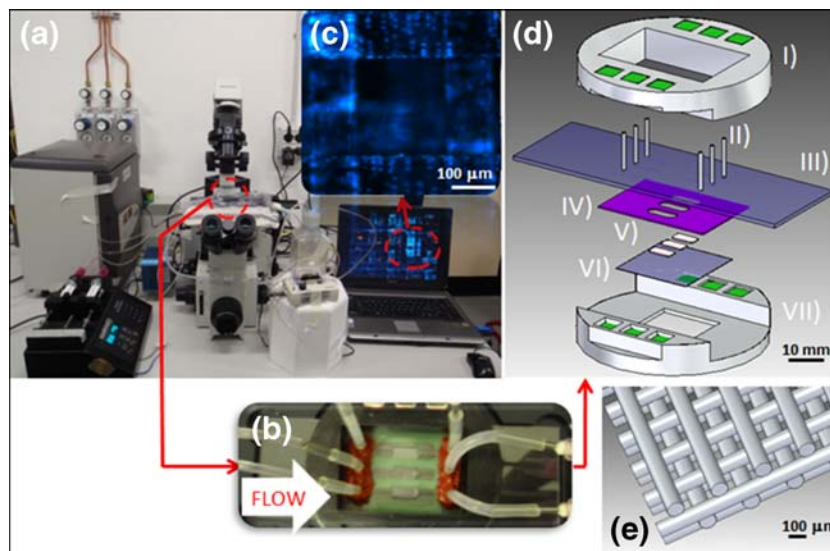 (a)
(c)
100 μm
(d)
I)
II)
III)
IV)
V)
VI)
VII)
10 mm
(b)
FLOW
(e)
100 μm